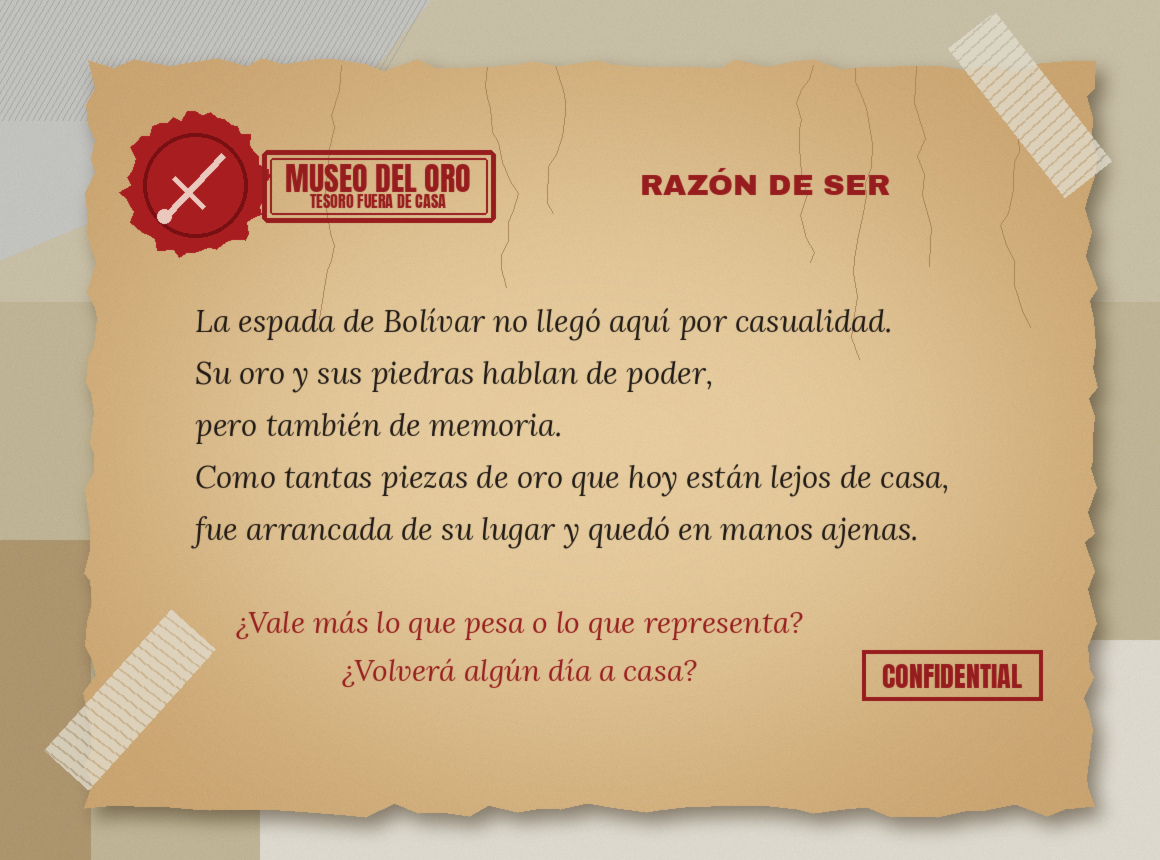 MUSEO DEL ORO
TESORO FUERA DE CASA
RAZÓN DE SER
La espada de Bolívar no llegó aquí por casualidad.
Su oro y sus piedras hablan de poder,
pero también de memoria.
Como tantas piezas de oro que hoy están lejos de casa,
fue arrancada de su lugar y quedó en manos ajenas.
¿Vale más lo que pesa o lo que representa?
¿Volverá algún día a casa?
CONFIDENTIAL